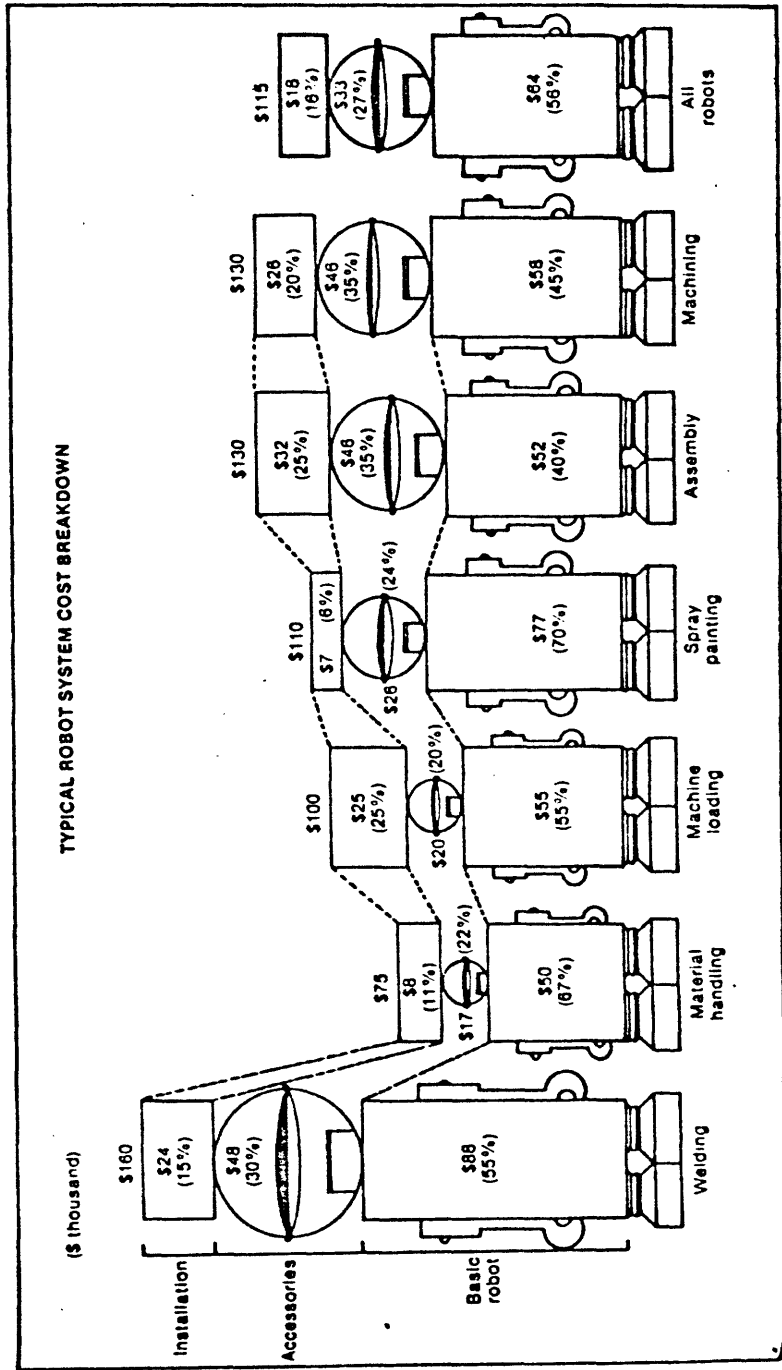 TYPICAL ROBOT SYSTEM COST BREAKDOWN
($ thousand)
Installation
Accessories
Basic
robot
$160
$24
(15%)
$48
(30%)
$88
(55%)
Welding
$75
$8
(11%)
$17
(22%)
$50
(67%)
Material
handling
$100
$25
(25%)
$20
(20%)
$55
(55%)
Machine
loading
$110
$7
(6%)
$26
(24%)
$77
(70%)
Spray
painting
$130
$32
(25%)
$46
(35%)
$52
(40%)
Assembly
$130
$26
(20%)
$46
(35%)
$58
(45%)
Machining
$115
$18
(16%)
$33
(27%)
$64
(56%)
All
robots